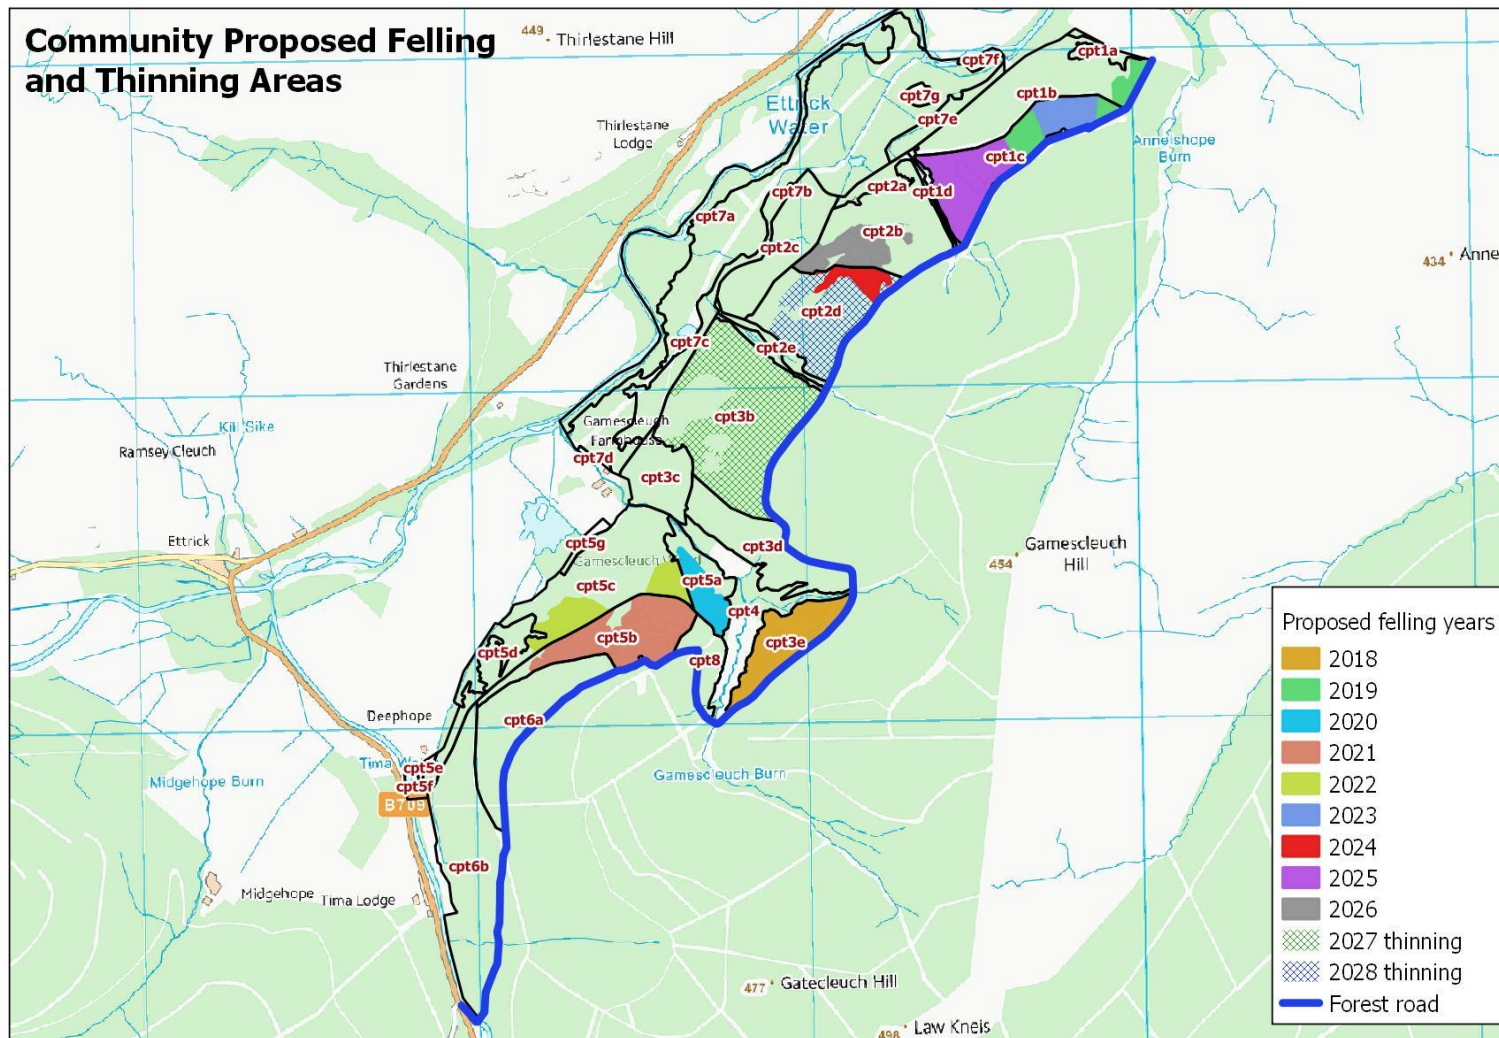 Community Proposed Felling
and Thinning Areas
449
Thirlestane Hill
cpt7f
cpt1a
cpt7g
cpt1b
Ettrick
Water
cpt7e
Thirlestane
Lodge
Annelshope
Burn
cpt1c
cpt7b
cpt2a
cpt1d
cpt7a
cpt2b
cpt2c
434
Anne
cpt2d
cpt7c
cpt2e
Thirlestane
Gardens
Kill Sike
Gamescleuch
Farmhouse
cpt3b
Ramsey Cleuch
cpt7d
cpt3c
Ettrick
cpt5g
cpt3d
Gamescleuch
Hill
454
cpt5c
cpt5a
cpt4
cpt5b
cpt3e
cpt5d
cpt8
Deephope
cpt6a
cpt5e
cpt5f
B709
Midgehope Burn
Gamescleuch Burn
cpt6b
Midgehope
Tima Lodge
477
Gatecleuch Hill
498
Law Kneis
Proposed felling years
2018
2019
2020
2021
2022
2023
2024
2025
2026
2027 thinning
2028 thinning
Forest road